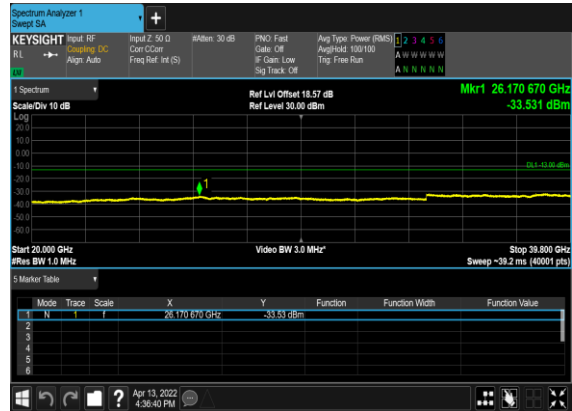 Spectrum Analyzer 1
Swept SA
KEYSIGHT Input: RF Input Z: 50 Ω #Atten: 30 dB PNO: Fast Avg Type: Power (RMS) 1 2 3 4 5 6
RL Coupling: DC Corr CCorr Gate: Off Avg|Hold: 100/100 A W W W W W
Align: Auto Freq Ref: Int (S) IF Gain: Low Trig: Free Run
Sig Track: Off A N N N N N
1 Spectrum Ref Lvl Offset 18.57 dB Mkr1 26.170 670 GHz
Scale/Div 10 dB Ref Level 30.00 dBm -33.531 dBm
Log
20.0
10.0
0.00
-10.0 DL1 -13.00 dBm
-20.0
-30.0 1
-40.0
-50.0
-60.0
Start 20.000 GHz Video BW 3.0 MHz* Stop 39.800 GHz
#Res BW 1.0 MHz Sweep ~39.2 ms (40001 pts)
5 Marker Table
Mode Trace Scale X Y Function Function Width Function Value
1 N 1 f 26.170 670 GHz -33.53 dBm
2
3
4
5
6
? Apr 13, 2022
4:36:40 PM